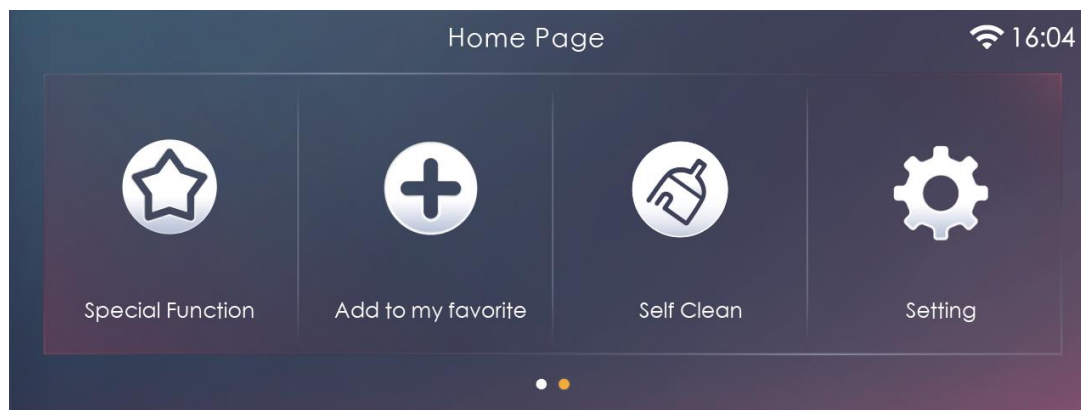 Home Page
16:04
Special Function
Add to my favorite
Self Clean
Setting